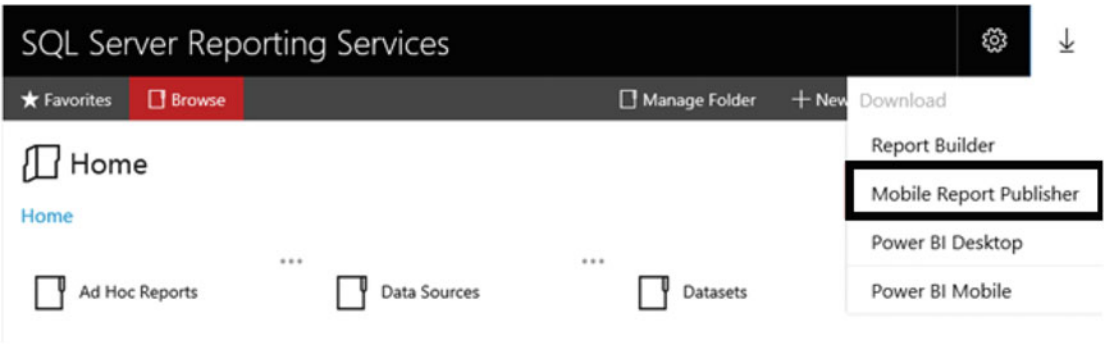 SQL Server Reporting Services
Favorites Browse Manage Folder + New Download
Report Builder
Home
Mobile Report Publisher
Home
Power BI Desktop
Ad Hoc Reports Data Sources Datasets Power BI Mobile